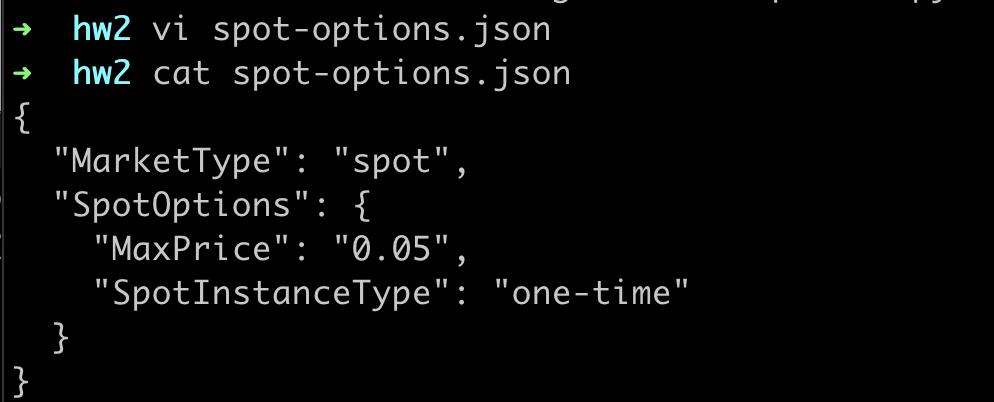 ➜  hw2 vi spot-options.json
➜  hw2 cat spot-options.json
{
  "MarketType": "spot",
  "SpotOptions": {
    "MaxPrice": "0.05",
    "SpotInstanceType": "one-time"
  }
}